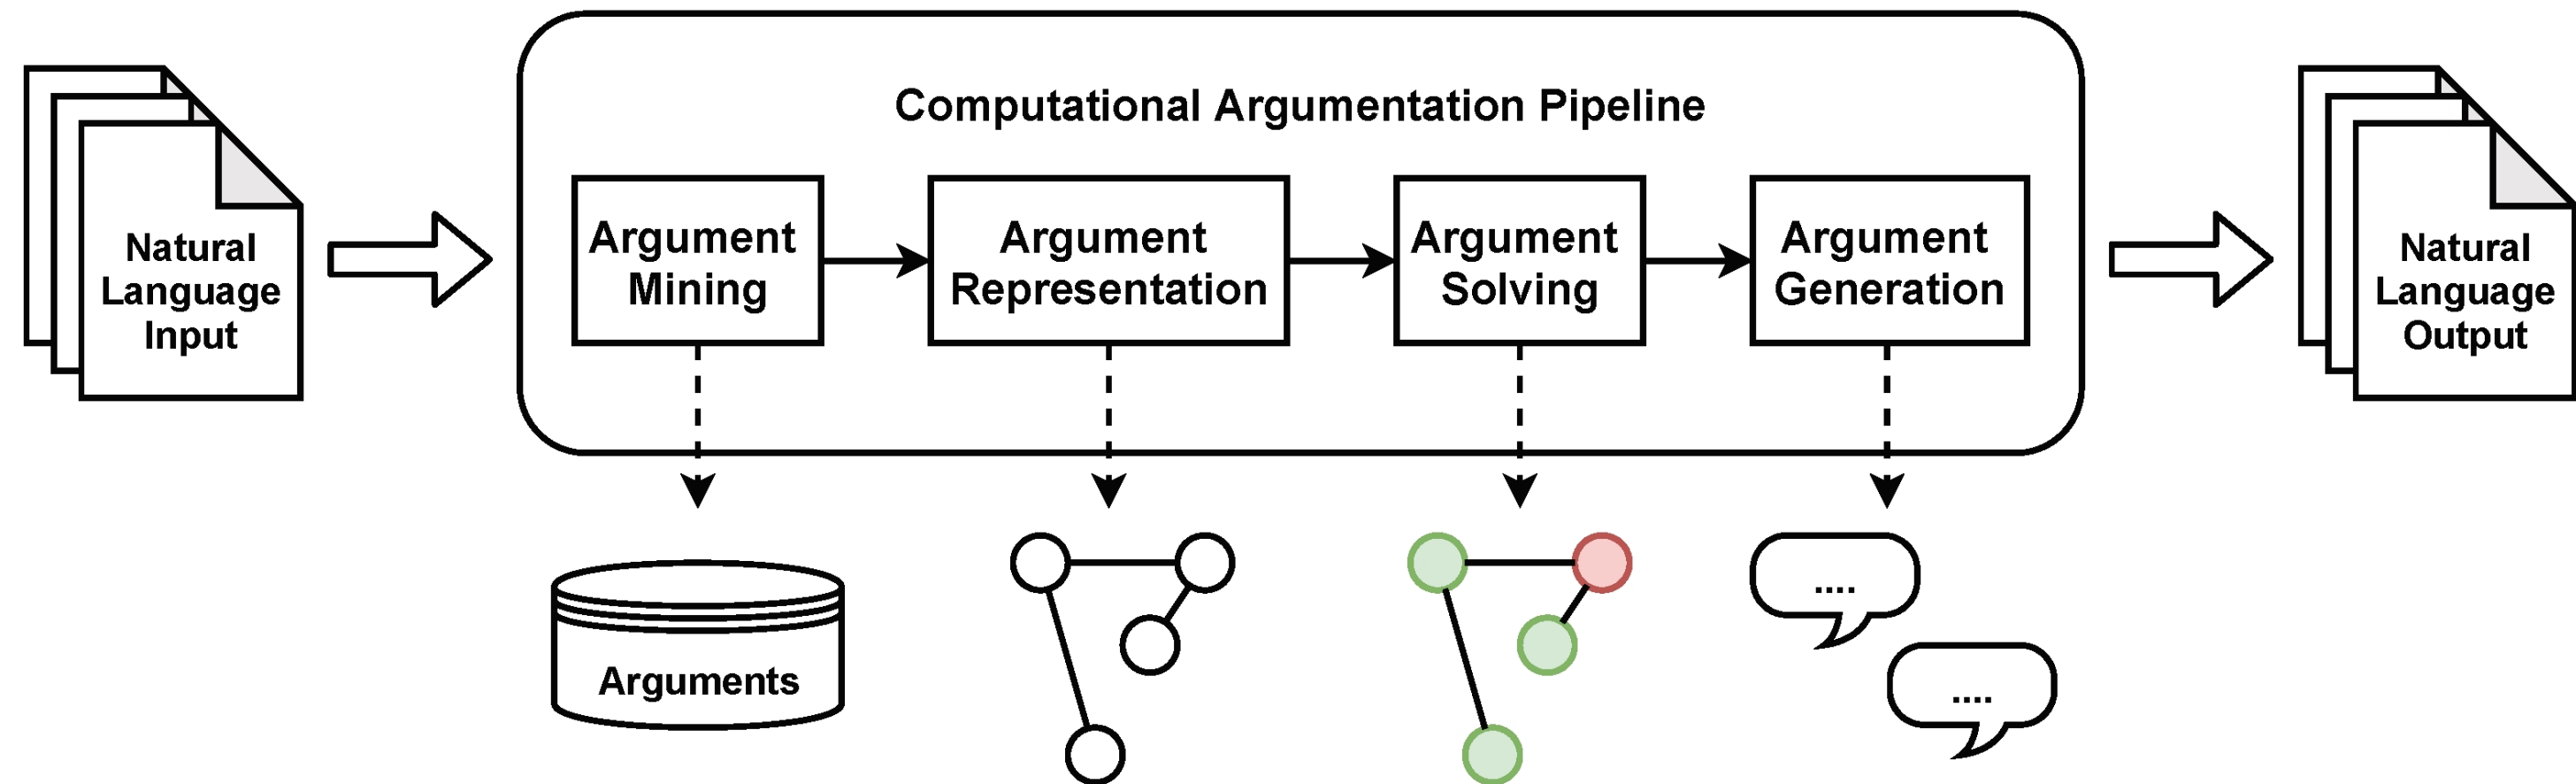 Computational Argumentation Pipeline
Natural
Language
Input
Argument
Mining
Argument
Representation
Argument
Solving
Argument
Generation
Natural
Language
Output
Arguments
....
....